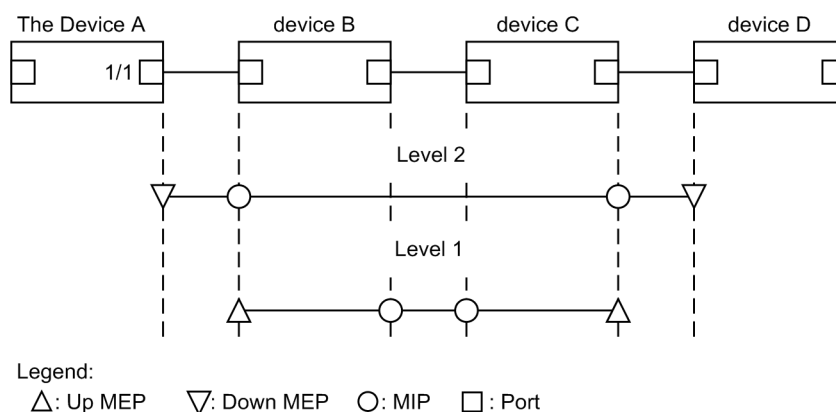 The Device A device B device C device D
1/1
Level 2
Level 1
Legend:
: Up MEP : Down MEP : MIP : Port